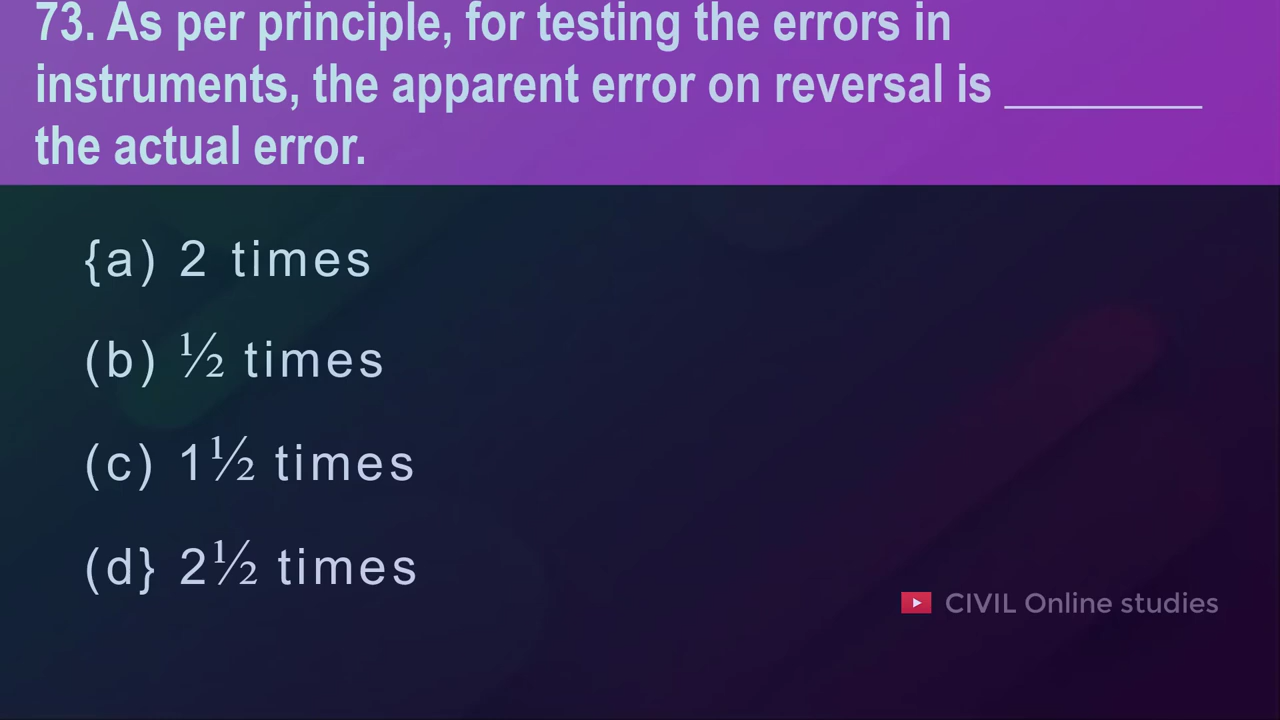 73. As per principle, for testing the errors in
instruments, the apparent error on reversal is _________
the actual error.
{a) 2 times
(b) ½ times
(c) 1½ times
(d} 2½ times
CIVIL Online studies